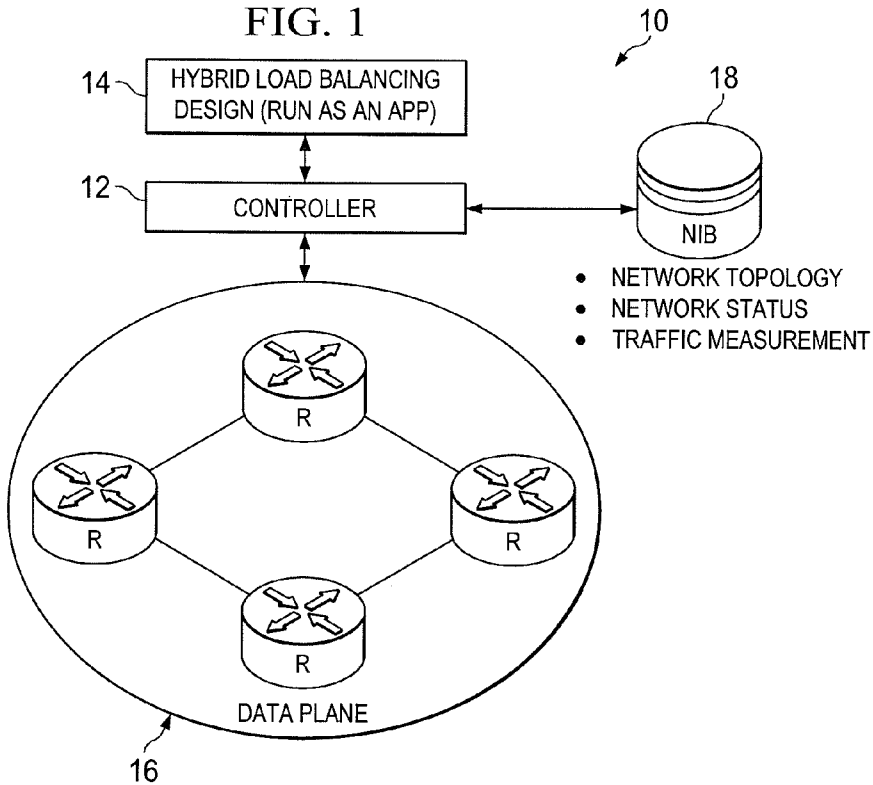 FIG. 1
10
14
HYBRID LOAD BALANCING
DESIGN (RUN AS AN APP)
18
12
CONTROLLER
NIB
• NETWORK TOPOLOGY
• NETWORK STATUS
• TRAFFIC MEASUREMENT
R
R
R
R
DATA PLANE
16